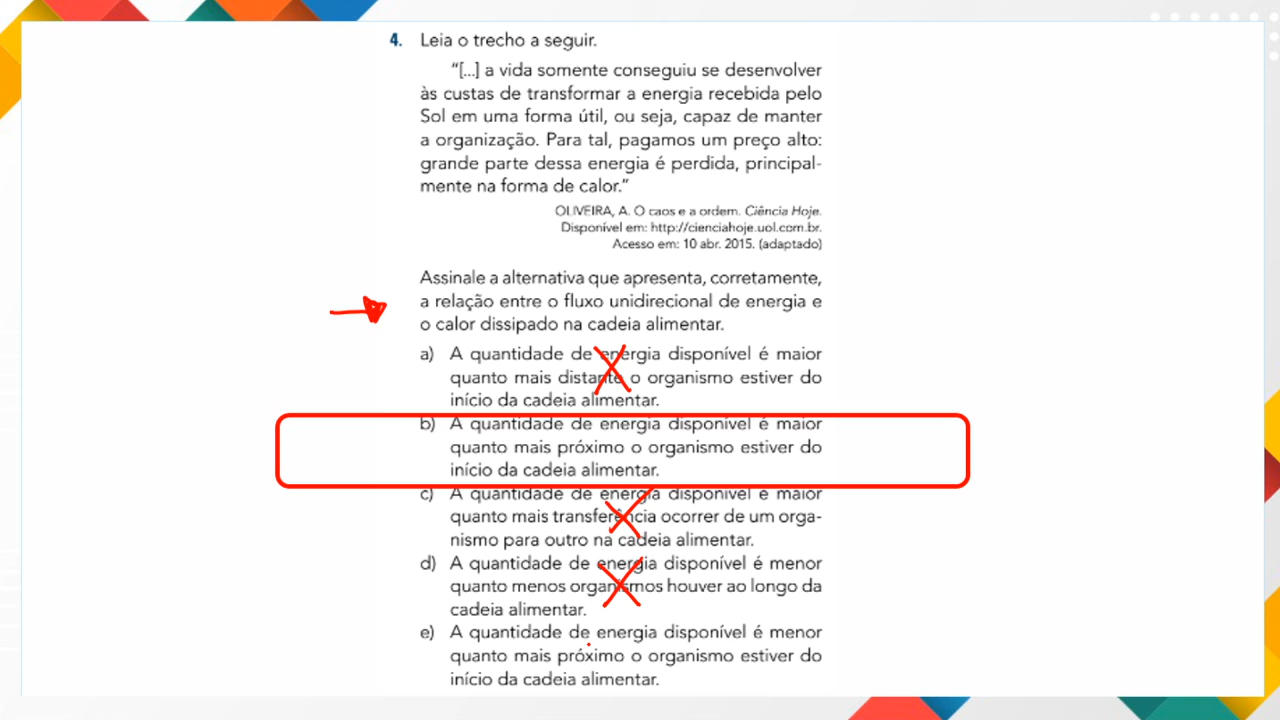 4. Leia o trecho a seguir.
“[...] a vida somente conseguiu se desenvolver
às custas de transformar a energia recebida pelo
Sol em uma forma útil, ou seja, capaz de manter
a organização. Para tal, pagamos um preço alto:
grande parte dessa energia é perdida, principal-
mente na forma de calor.”
OLIVEIRA, A. O caos e a ordem. Ciência Hoje.
Disponível em: http://cienciahoje.uol.com.br.
Acesso em: 10 abr. 2015. (adaptado)
Assinale a alternativa que apresenta, corretamente,
a relação entre o fluxo unidirecional de energia e
o calor dissipado na cadeia alimentar.
a) A quantidade de energia disponível é maior
quanto mais distante o organismo estiver do
início da cadeia alimentar.
b) A quantidade de energia disponível é maior
quanto mais próximo o organismo estiver do
início da cadeia alimentar.
c) A quantidade de energia disponível é maior
quanto mais transferência ocorrer de um orga-
nismo para outro na cadeia alimentar.
d) A quantidade de energia disponível é menor
quanto menos organismos houver ao longo da
cadeia alimentar.
e) A quantidade de energia disponível é menor
quanto mais próximo o organismo estiver do
início da cadeia alimentar.